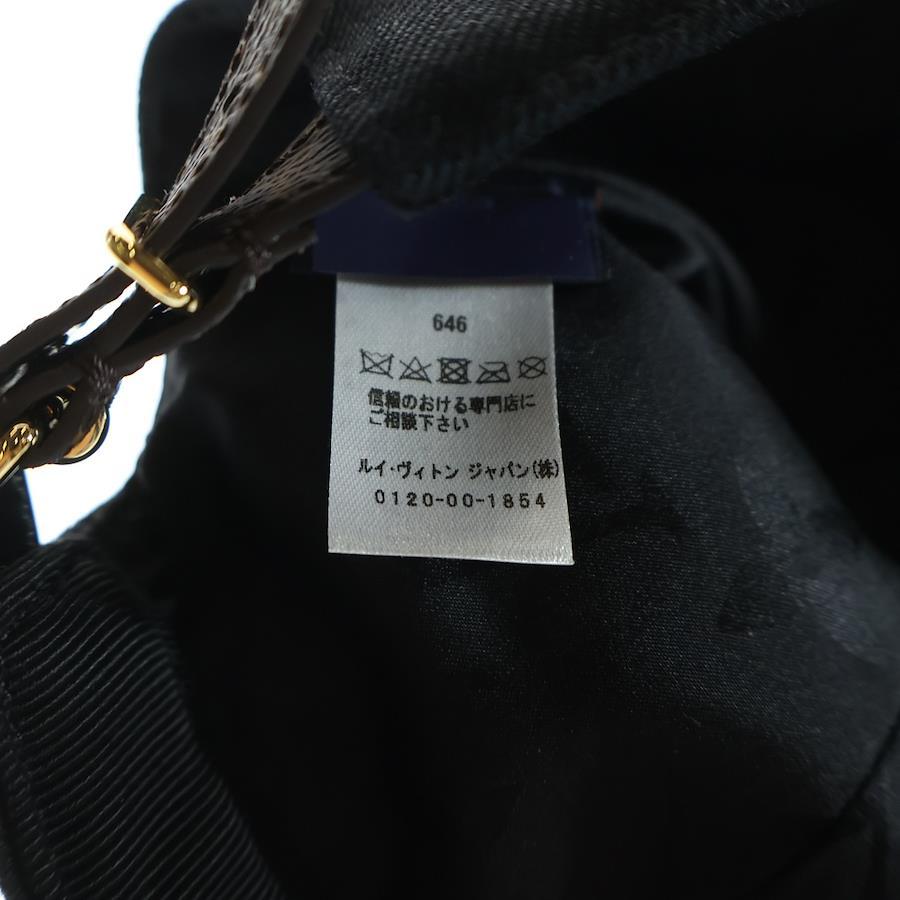 646
信頼のおける専門店に
ご相談下さい
ルイ・ヴィトン ジャパン(株)
0120-00-1854